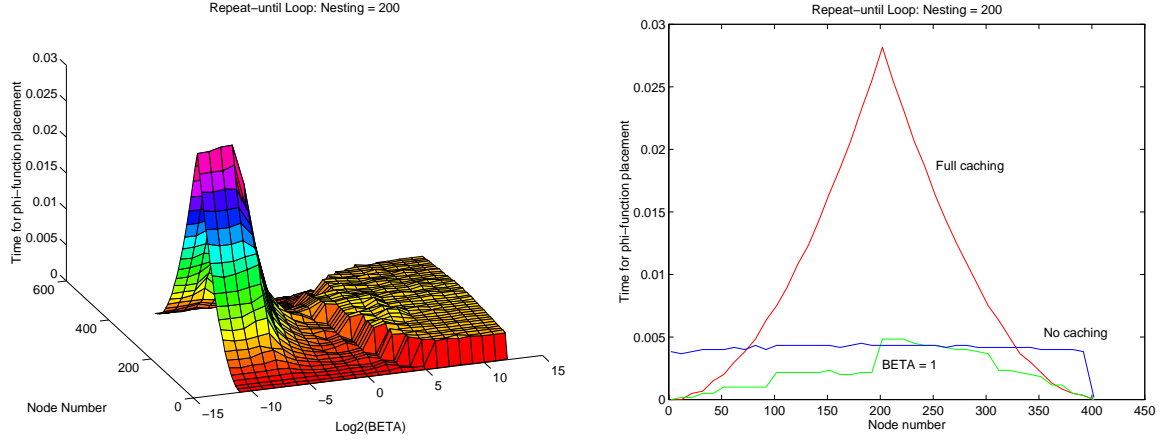 Repeat−until Loop: Nesting = 200
0.03
0.025
0.02
0.015
0.01
0.005
0
Time for phi−function placement
600
400
200
0
Node Number
−15
−10
−5
0
5
10
15
Log2(BETA)
Repeat−until Loop: Nesting = 200
0.03
0.025
0.02
0.015
0.01
0.005
0
Time for phi−function placement
Full caching
No caching
BETA = 1
0 50 100 150 200 250 300 350 400 450
Node number